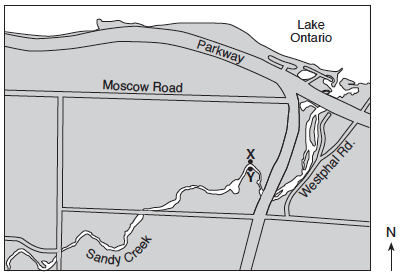 Lake
Ontario
Parkway
Moscow Road
X
Y
Westphal Rd.
N
Sandy Creek